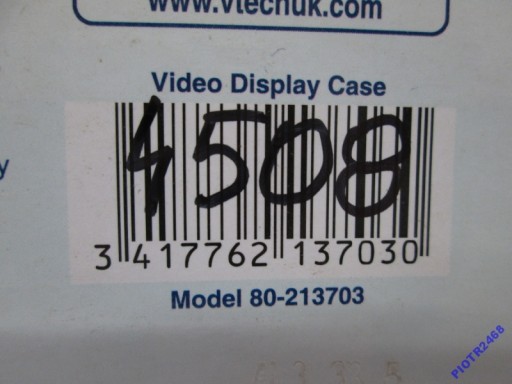 www.vtechuk.com
Video Display Case
4508
3 417762 137030
Model 80-213703
PIOTR2468